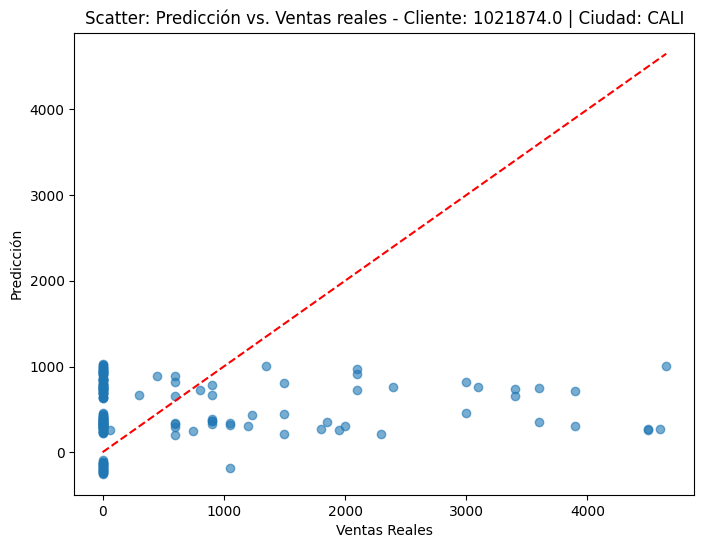 Scatter: Predicción vs. Ventas reales - Cliente: 1021874.0 | Ciudad: CALI
4000
3000
2000
1000
0
Predicción
0 1000 2000 3000 4000
Ventas Reales